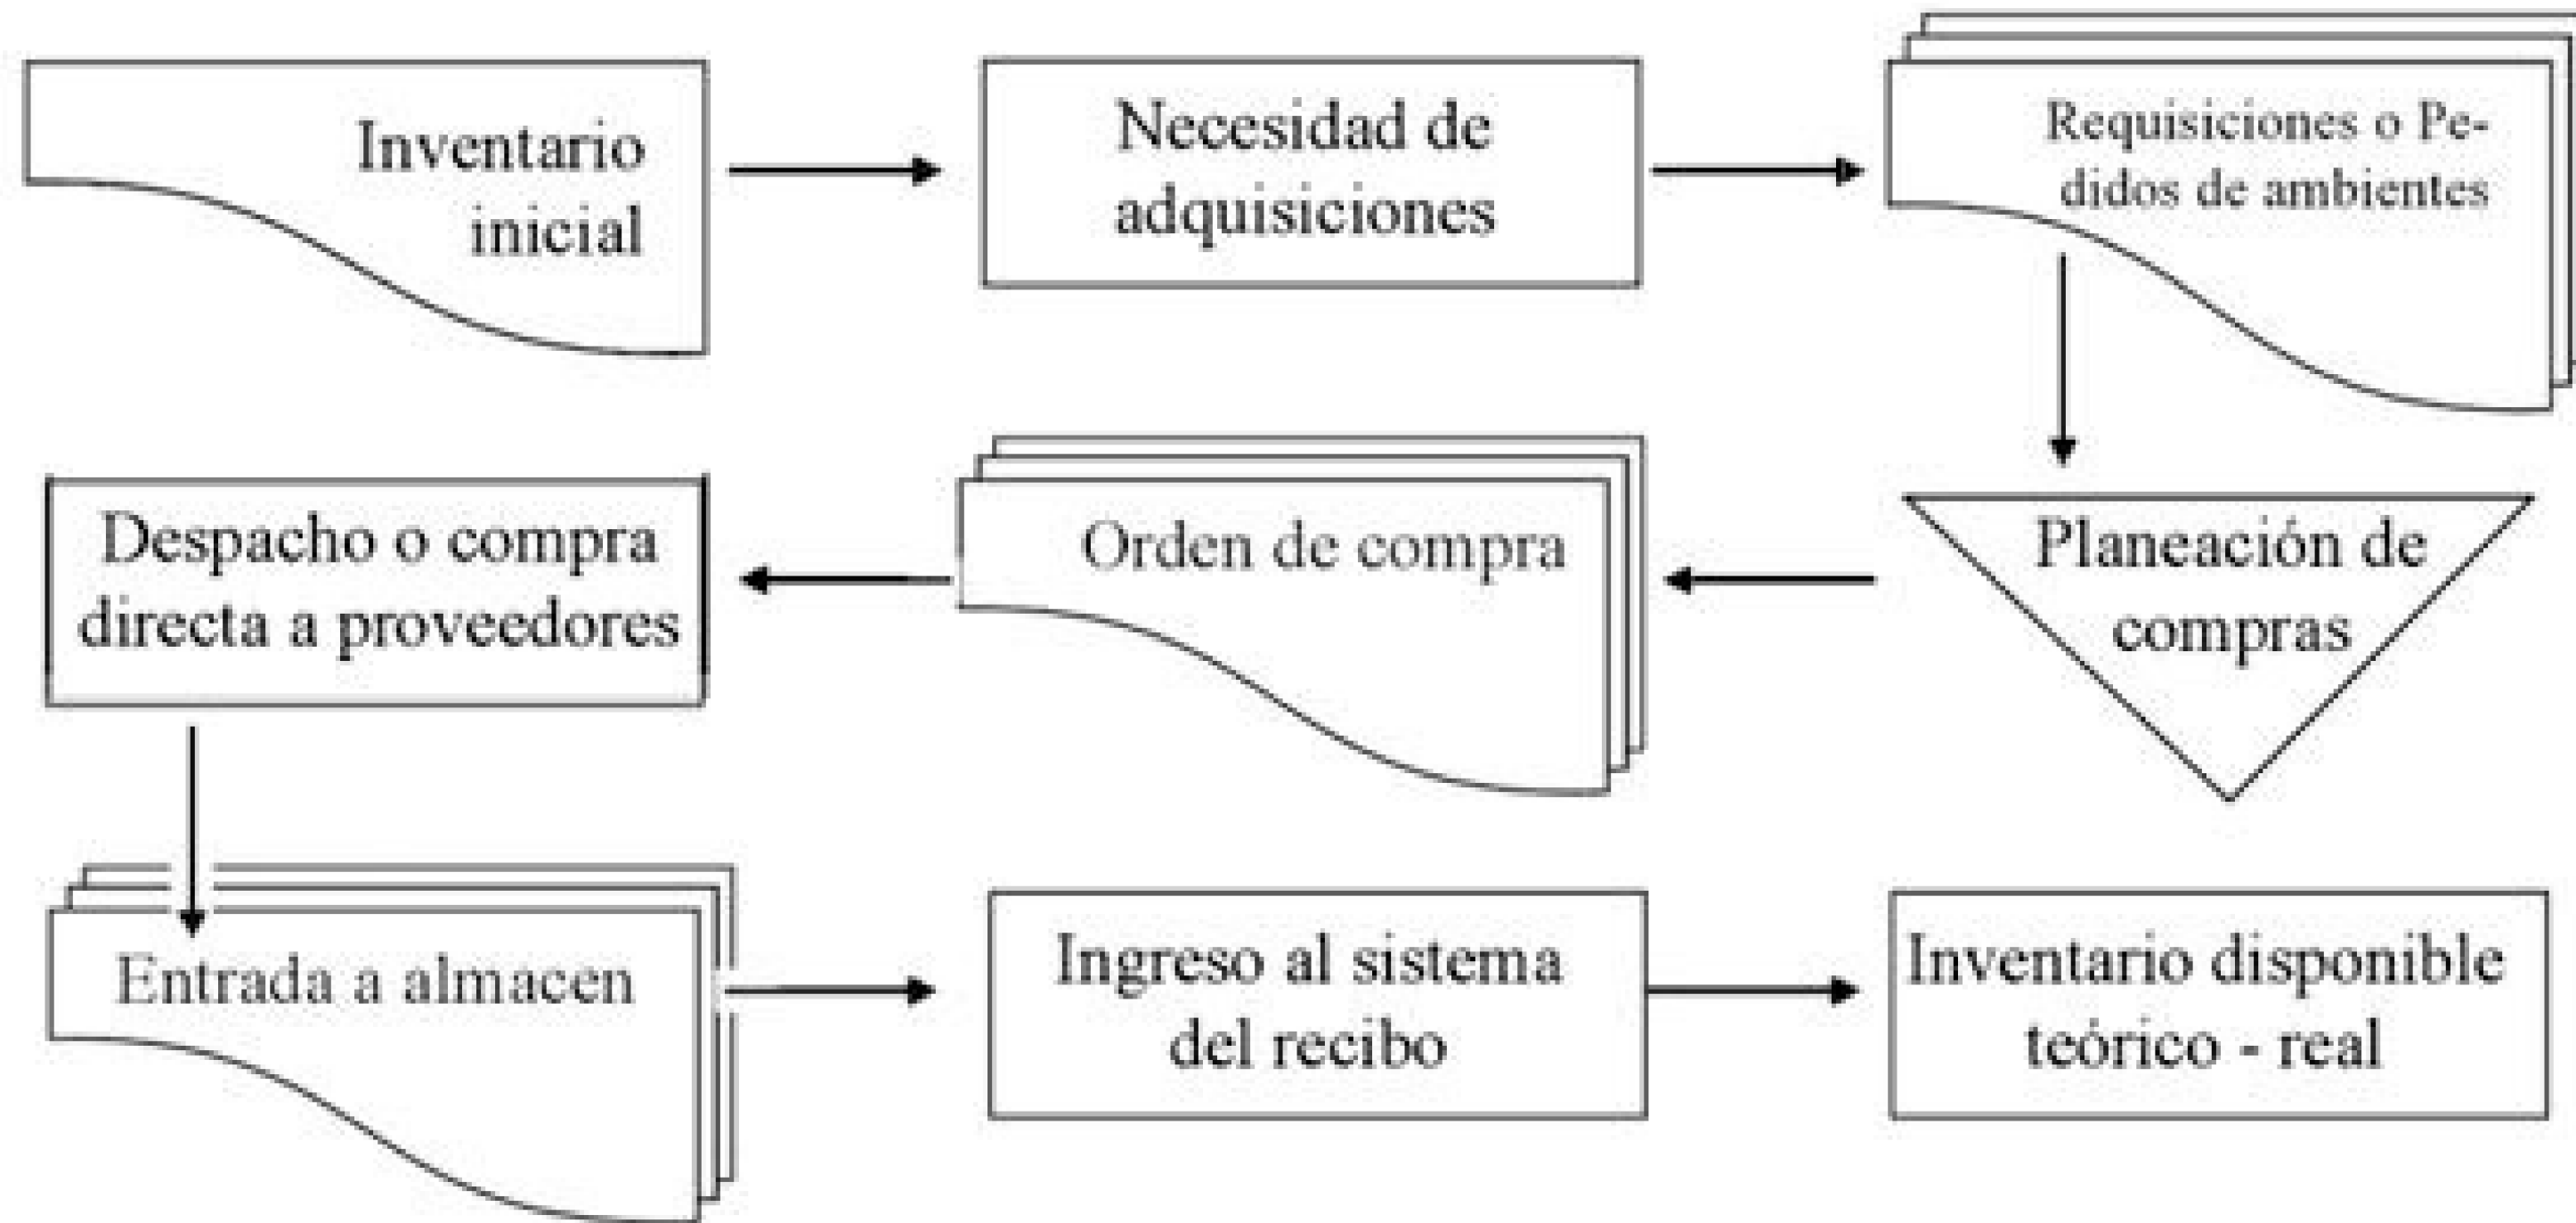 Inventario
inicial
Necesidad de
adquisiciones
Requisiciones o Pe-
didos de ambientes
Planeación de
compras
Orden de compra
Despacho o compra
directa a proveedores
Entrada a almacen
Ingreso al sistema
del recibo
Inventario disponible
teórico - real